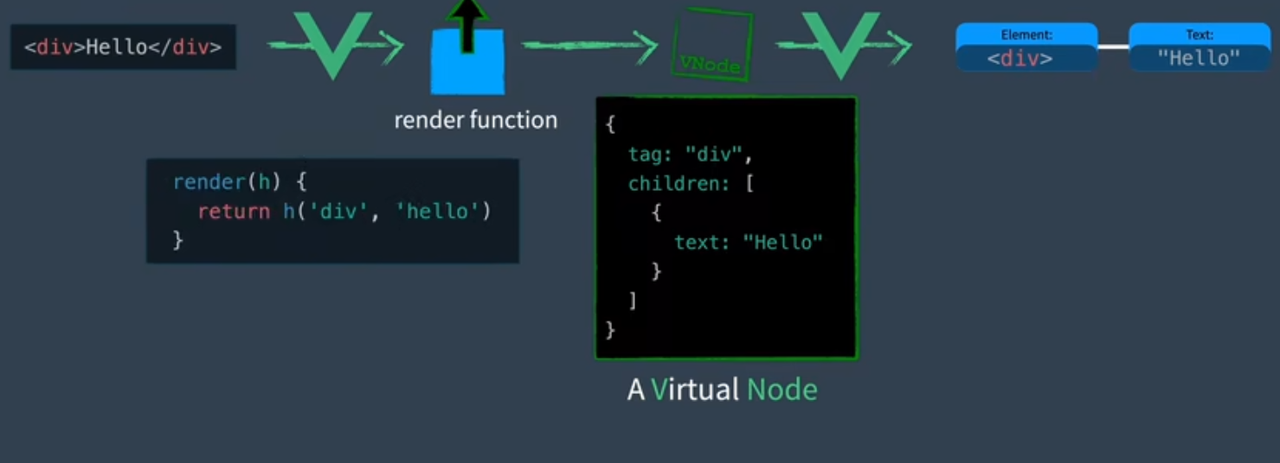 <div>Hello</div>
VNode
Element:
<div>
Text:
"Hello"
render function
render(h) {
return h('div', 'hello')
}
{
tag: "div",
children: [
{
text: "Hello"
}
]
}
A Virtual Node